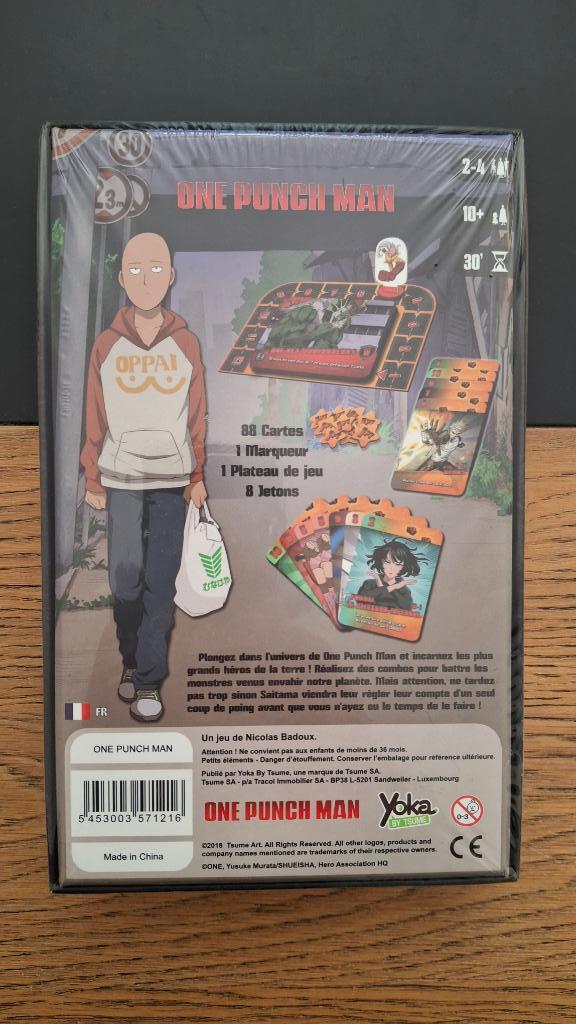 30
23m
ONE PUNCH MAN
2-4
10+
30'
OPPAI
88 Cartes
1 Marqueur
1 Plateau de jeu
8 Jetons
むなげや
Plongez dans l'univers de One Punch Man et incarnez les plus
grands héros de la terre ! Réalisez des combos pour battre les
monstres venus envahir notre planète. Mais attention, ne tardez
pas trop sinon Saitama viendra leur régler leur compte d'un seul
coup de poing avant que vous n'ayez eu le temps de le faire !
FR
ONE PUNCH MAN
5 453003 571216
Made in China
Un jeu de Nicolas Badoux.
Attention ! Ne convient pas aux enfants de moins de 36 mois.
Petits éléments - Danger d'étouffement. Conserver l'embalage pour référence ultérieure.
Publié par Yoka By Tsume, une marque de Tsume SA.
Tsume SA - p/a Tracol Immobilier SA - BP38 L-5201 Sandweiler - Luxembourg
ONE PUNCH MAN
Yoka
BY TSUME
0-3
CE
©2018 Tsume Art. All Rights Reserved. All other logos, products and
company names mentioned are trademarks of their respective owners.
©ONE, Yusuke Murata/SHUEISHA, Hero Association HQ